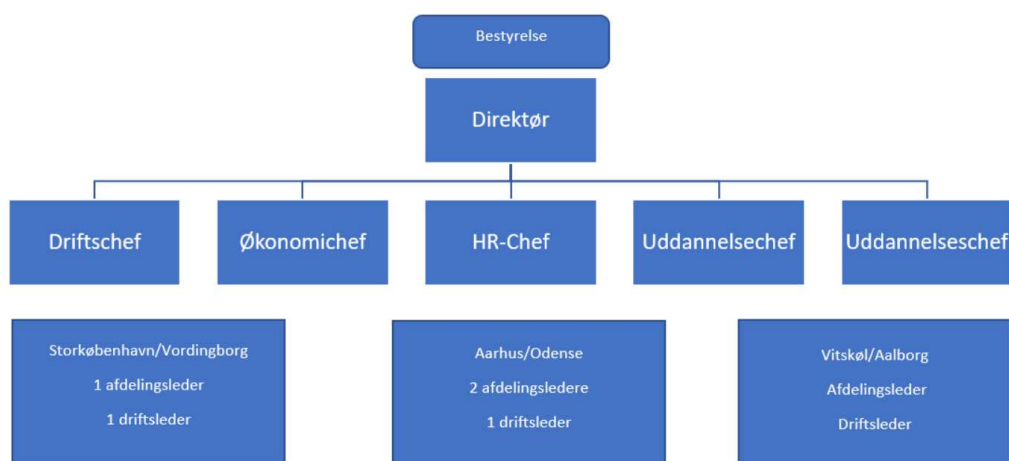 Bestyrelse
Direktør
Driftschef
Økonomichef
HR-Chef
Uddannelsechef
Uddannelseschef
Storkøbenhavn/Vordingborg
1 afdelingsleder
1 driftsleder
Aarhus/Odense
2 afdelingsledere
1 driftsleder
Vitskøl/Aalborg
Afdelingsleder
Driftsleder